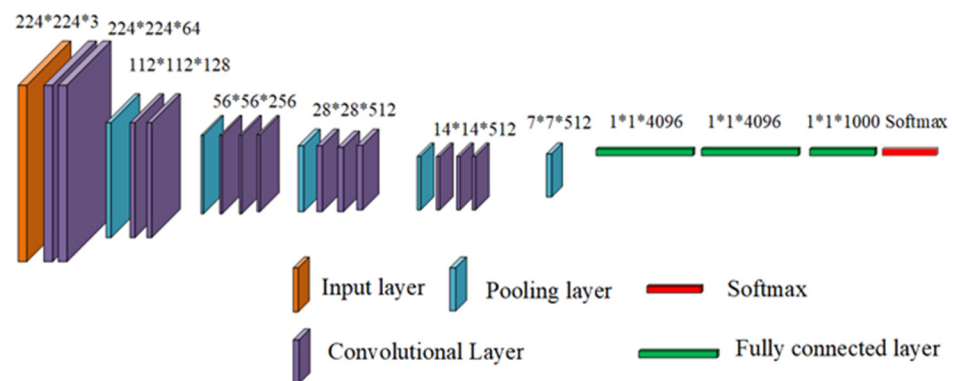 224*224*3
224*224*64
112*112*128
56*56*256
28*28*512
14*14*512
7*7*512
1*1*4096
1*1*4096
1*1*1000 Softmax
Input layer
Pooling layer
Softmax
Convolutional Layer
Fully connected layer